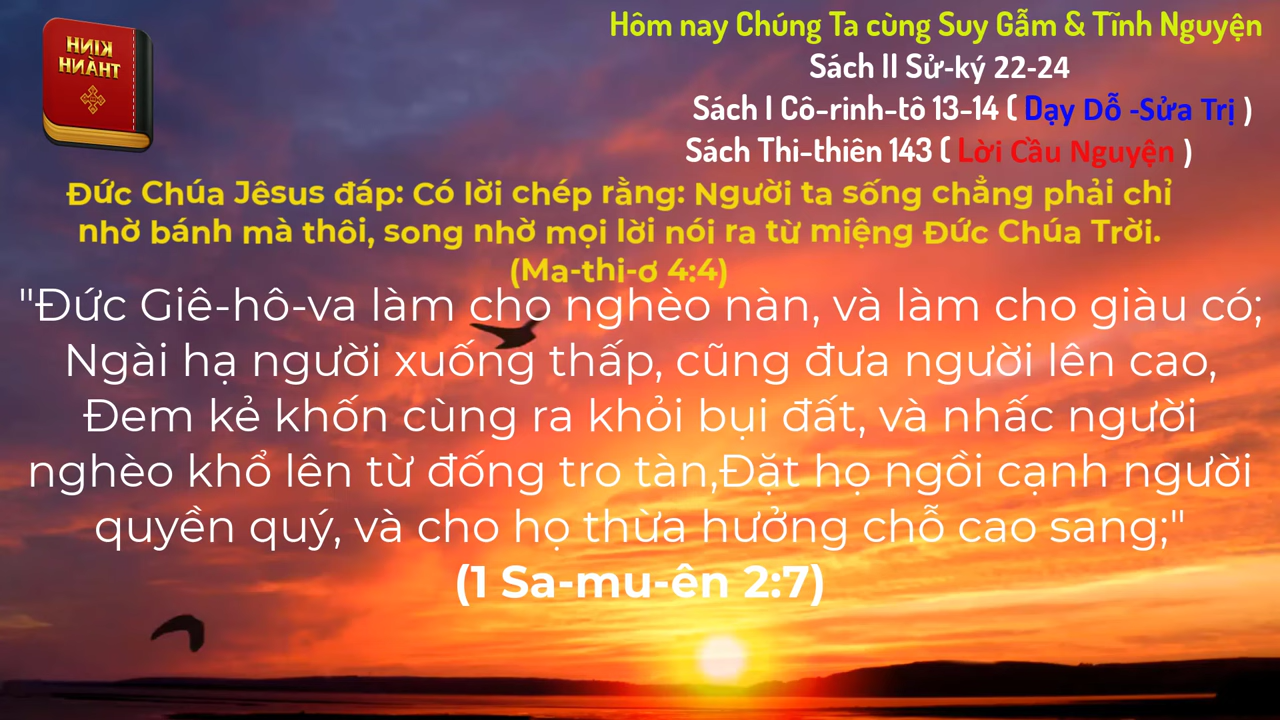 KINH
THÁNH
Hôm nay Chúng Ta cùng Suy Gẫm & Tĩnh Nguyện
Sách II Sử-ký 22-24
Sách I Cô-rinh-tô 13-14 ( Dạy Dỗ -Sửa Trị )
Sách Thi-thiên 143 ( Lời Cầu Nguyện )
Đức Chúa Jêsus đáp: Có lời chép rằng: Người ta sống chẳng phải chỉ
nhờ bánh mà thôi, song nhờ mọi lời nói ra từ miệng Đức Chúa Trời.
(Ma-thi-ơ 4:4)
"Đức Giê-hô-va làm cho nghèo nàn, và làm cho giàu có;
Ngài hạ người xuống thấp, cũng đưa người lên cao,
Đem kẻ khốn cùng ra khỏi bụi đất, và nhấc người
nghèo khổ lên từ đống tro tàn,Đặt họ ngồi cạnh người
quyền quý, và cho họ thừa hưởng chỗ cao sang;"
(1 Sa-mu-ên 2:7)